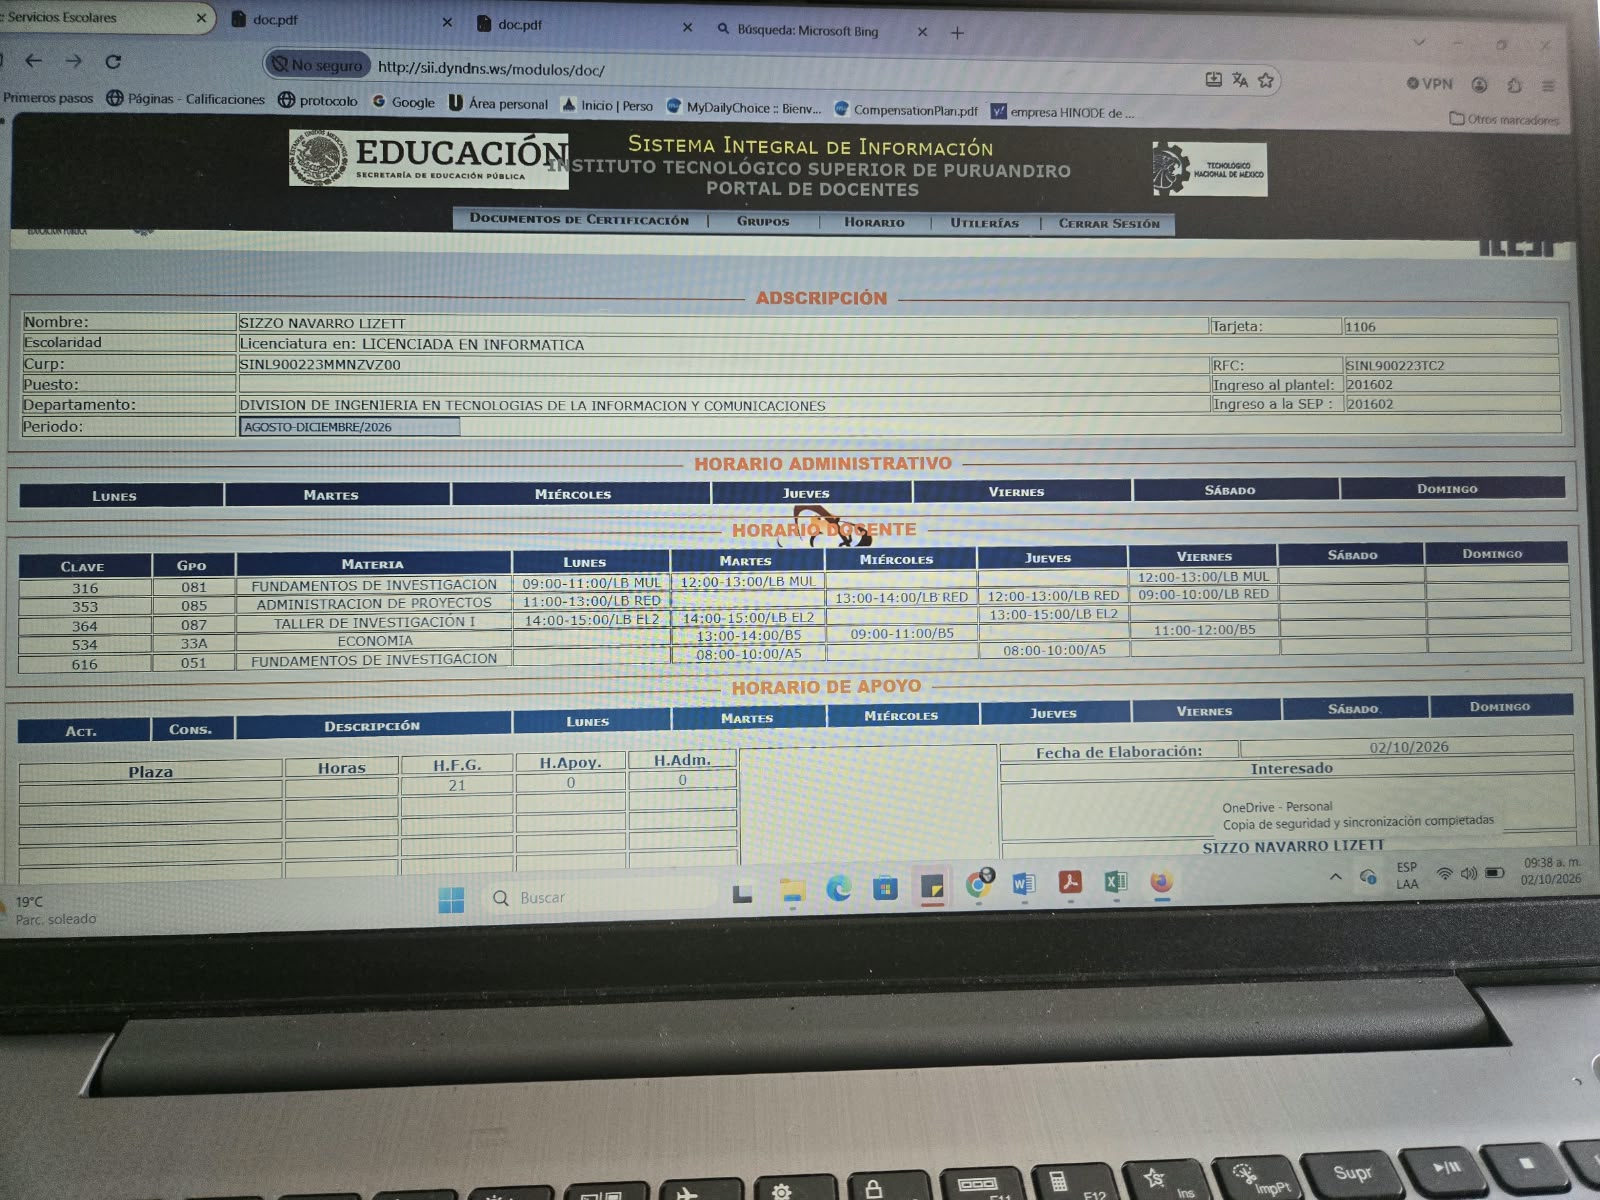 :: Servicios Escolares
doc.pdf
doc.pdf
Búsqueda: Microsoft Bing
No seguro
http://sii.dyndns.ws/modulos/doc/
VPN
Primeros pasos
Páginas - Calificaciones
protocolo
Google
Área personal
Inicio | Perso
MyDailyChoice :: Bienv...
CompensationPlan.pdf
empresa HINODE de ...
Otros marcadores
EDUCACIÓN
SECRETARÍA DE EDUCACIÓN PÚBLICA
SISTEMA INTEGRAL DE INFORMACIÓN
INSTITUTO TECNOLÓGICO SUPERIOR DE PURUANDIRO
PORTAL DE DOCENTES
TECNOLÓGICO
NACIONAL DE MÉXICO
DOCUMENTOS DE CERTIFICACIÓN | GRUPOS | HORARIO | UTILERÍAS | CERRAR SESIÓN
ADSCRIPCIÓN
Nombre: SIZZO NAVARRO LIZETT Tarjeta: 1106
Escolaridad Licenciatura en: LICENCIADA EN INFORMATICA
Curp: SINL900223MMNZVZ00 RFC: SINL900223TC2
Puesto: Ingreso al plantel: 201602
Departamento: DIVISION DE INGENIERIA EN TECNOLOGIAS DE LA INFORMACION Y COMUNICACIONES Ingreso a la SEP : 201602
Periodo: AGOSTO-DICIEMBRE/2026
HORARIO ADMINISTRATIVO
LUNES MARTES MIÉRCOLES JUEVES VIERNES SÁBADO DOMINGO
HORARIO DOCENTE
CLAVE GPO MATERIA LUNES MARTES MIÉRCOLES JUEVES VIERNES SÁBADO DOMINGO
316 081 FUNDAMENTOS DE INVESTIGACION 09:00-11:00/LB MUL 12:00-13:00/LB MUL 12:00-13:00/LB MUL
353 085 ADMINISTRACION DE PROYECTOS 11:00-13:00/LB RED 13:00-14:00/LB RED 12:00-13:00/LB RED 09:00-10:00/LB RED
364 087 TALLER DE INVESTIGACIÓN I 14:00-15:00/LB EL2 14:00-15:00/LB EL2 13:00-15:00/LB EL2
534 33A ECONOMIA 13:00-14:00/B5 09:00-11:00/B5 11:00-12:00/B5
616 051 FUNDAMENTOS DE INVESTIGACION 08:00-10:00/A5 08:00-10:00/A5
HORARIO DE APOYO
ACT. CONS. DESCRIPCIÓN LUNES MARTES MIÉRCOLES JUEVES VIERNES SÁBADO DOMINGO
Plaza Horas H.F.G. H.Apoy. H.Adm.
21 0 0
Fecha de Elaboración: 02/10/2026
Interesado
OneDrive - Personal
Copia de seguridad y sincronización completadas
SIZZO NAVARRO LIZETT
19°C
Parc. soleado
Buscar
ESP
LAA
09:38 a. m.
02/10/2026
F11
F12
Ins
ImpPt
Supr